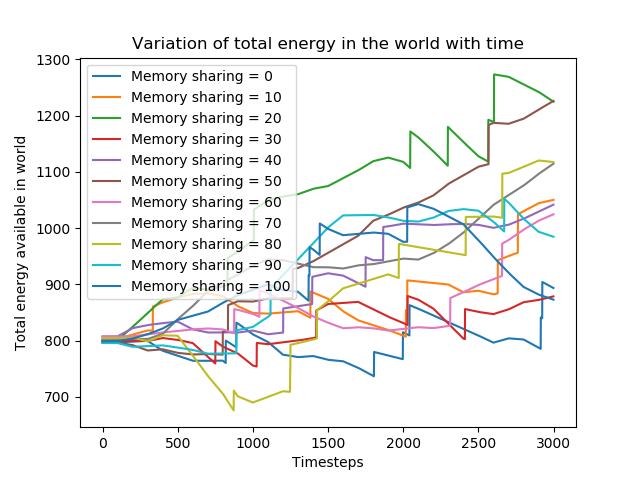 Variation of total energy in the world with time
1300
1200
1100
1000
900
800
700
Total energy available in world
Memory sharing = 0
Memory sharing = 10
Memory sharing = 20
Memory sharing = 30
Memory sharing = 40
Memory sharing = 50
Memory sharing = 60
Memory sharing = 70
Memory sharing = 80
Memory sharing = 90
Memory sharing = 100
0 500 1000 1500 2000 2500 3000
Timesteps